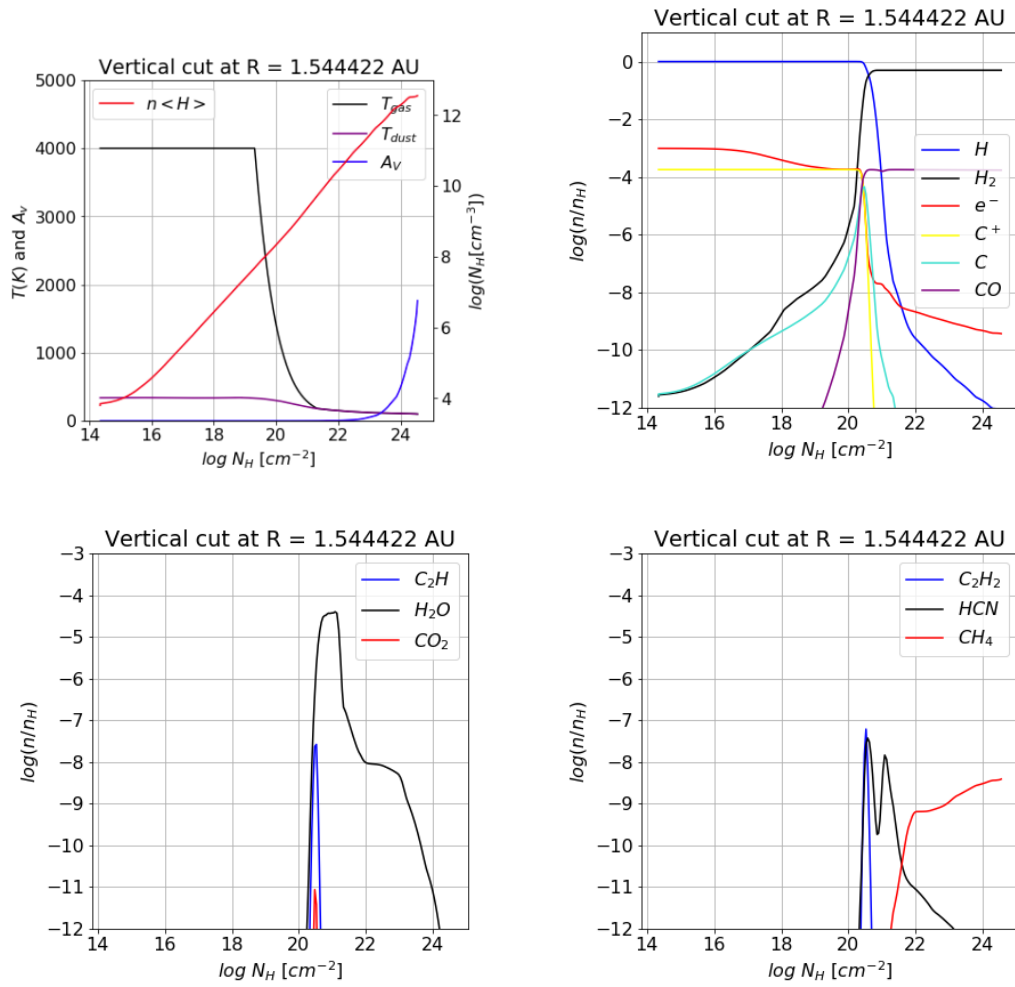 Vertical cut at R = 1.544422 AU
n < H >
T_gas
T_dust
A_V
5000
4000
3000
2000
1000
0
T(K) and A_v
12
10
8
6
4
log(N_H[cm^-3])
14 16 18 20 22 24
log N_H [cm^-2]
Vertical cut at R = 1.544422 AU
0
−2
−4
−6
−8
−10
−12
log(n/n_H)
H
H_2
e^-
C^+
C
CO
14 16 18 20 22 24
log N_H [cm^-2]
Vertical cut at R = 1.544422 AU
−3
−4
−5
−6
−7
−8
−9
−10
−11
−12
log(n/n_H)
C_2H
H_2O
CO_2
14 16 18 20 22 24
log N_H [cm^-2]
Vertical cut at R = 1.544422 AU
−3
−4
−5
−6
−7
−8
−9
−10
−11
−12
log(n/n_H)
C_2H_2
HCN
CH_4
14 16 18 20 22 24
log N_H [cm^-2]